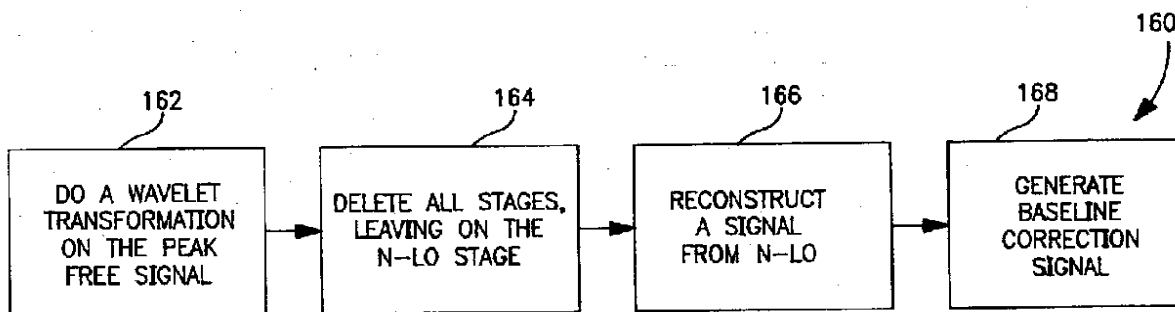 160
162
164
166
168
DO A WAVELET
TRANSFORMATION
ON THE PEAK
FREE SIGNAL
DELETE ALL STAGES,
LEAVING ON THE
N-LO STAGE
RECONSTRUCT
A SIGNAL
FROM N-LO
GENERATE
BASELINE
CORRECTION
SIGNAL